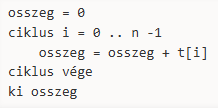 osszeg = 0
ciklus i = 0 .. n -1
    osszeg = osszeg + t[i]
ciklus vége
ki osszeg